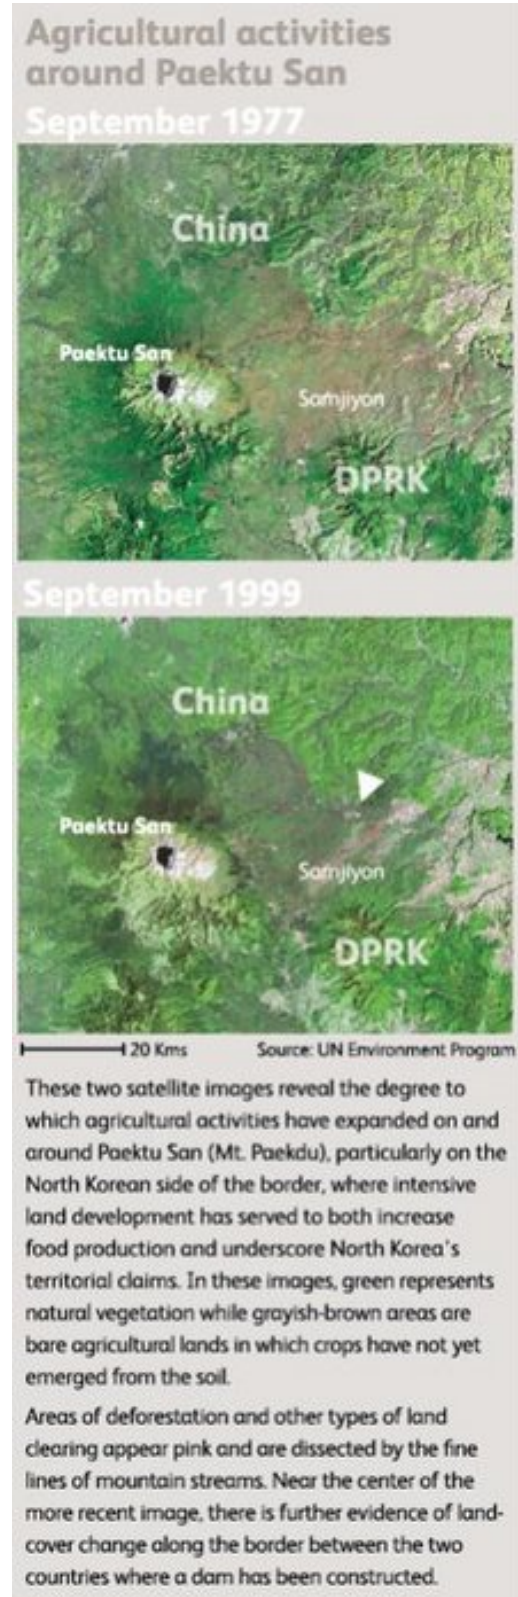 Agricultural activities
around Paektu San
September 1977
China
Paektu San
Samjiyon
DPRK
September 1999
China
Paektu San
Samjiyon
DPRK
20 Kms Source: UN Environment Program
These two satellite images reveal the degree to
which agricultural activities have expanded on and
around Paektu San (Mt. Paekdu), particularly on the
North Korean side of the border, where intensive
land development has served to both increase
food production and underscore North Korea's
territorial claims. In these images, green represents
natural vegetation while grayish-brown areas are
bare agricultural lands in which crops have not yet
emerged from the soil.
Areas of deforestation and other types of land
clearing appear pink and are dissected by the fine
lines of mountain streams. Near the center of the
more recent image, there is further evidence of land-
cover change along the border between the two
countries where a dam has been constructed.